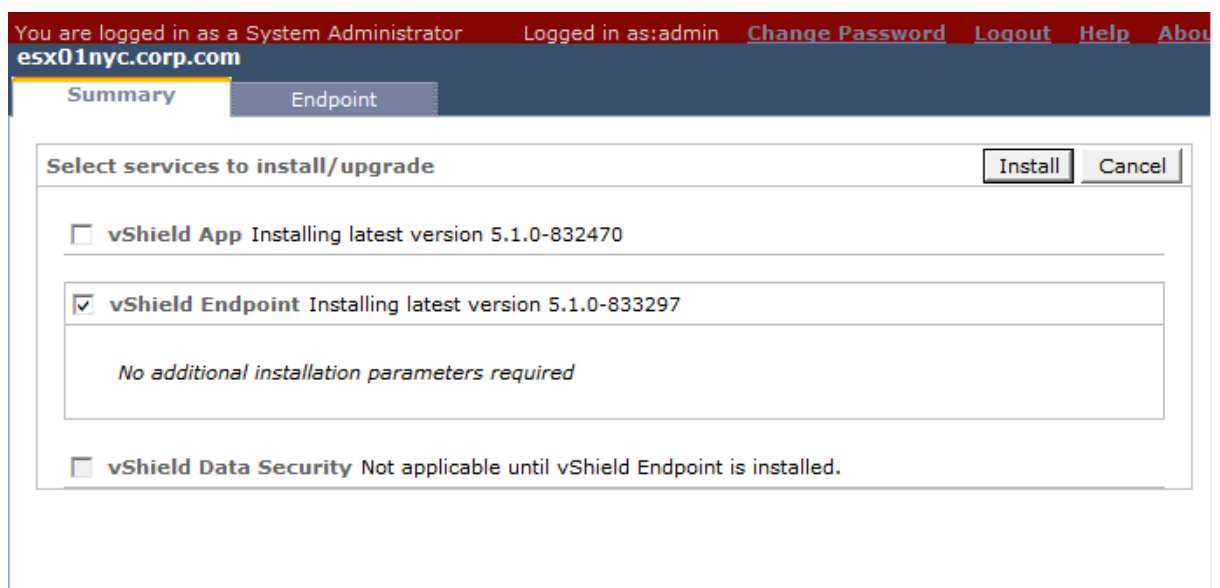 You are logged in as a System Administrator Logged in as:admin Change Password Logout Help Abou
esx01nyc.corp.com
Summary Endpoint
Select services to install/upgrade Install Cancel
vShield App Installing latest version 5.1.0-832470
vShield Endpoint Installing latest version 5.1.0-833297
No additional installation parameters required
vShield Data Security Not applicable until vShield Endpoint is installed.